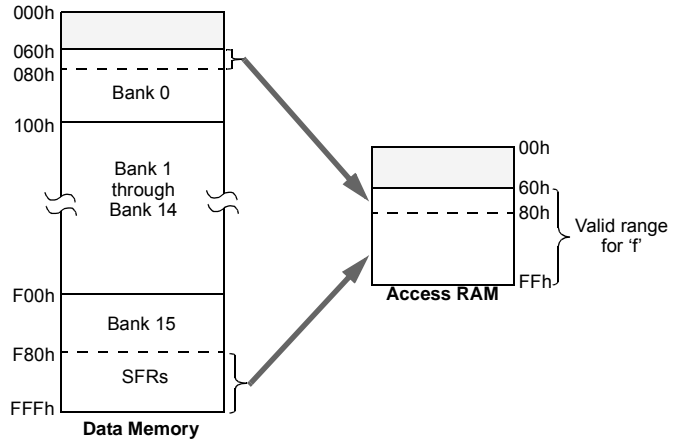 000h
060h
080h
Bank 0
100h
Bank 1
through
Bank 14
F00h
Bank 15
F80h
SFRs
FFFh
Data Memory
00h
60h
80h
Valid range
for ‘f’
FFh
Access RAM